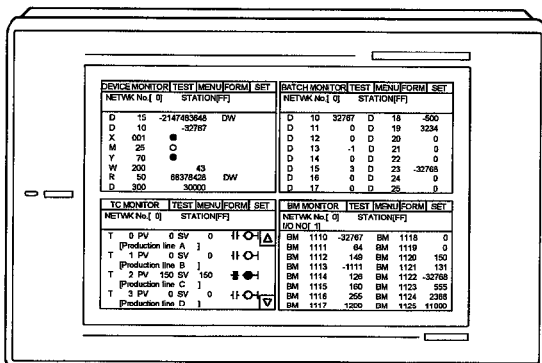 DEVICE MONITOR TEST MENU FORM SET
NETWK No.[ 0] STATION[FF]
D 15 -2147483648 DW
D 10 -32767
X 001
M 25
Y 70
W 200 43
R 50 68378428 DW
D 300 30000
BATCH MONITOR TEST MENU FORM SET
NETWK No.[ 0] STATION[FF]
D 10 32767 D 18 -500
D 11 0 D 19 3234
D 12 0 D 20 0
D 13 -1 D 21 0
D 14 0 D 22 0
D 15 3 D 23 -32768
D 16 0 D 24 0
D 17 0 D 25 0
TC MONITOR TEST MENU FORM SET
NETWK No.[ 0] STATION[FF]
T 0 PV 0 SV 0
[Production line A ]
T 1 PV 0 SV 0
[Production line B ]
T 2 PV 150 SV 150
[Production line C ]
T 3 PV 0 SV 0
[Production line D ]
BM MONITOR TEST MENU FORM SET
NETWK No.[ 0] STATION[FF]
I/O NO[ 1]
BM 1110 -32767 BM 1118 0
BM 1111 64 BM 1119 0
BM 1112 149 BM 1120 150
BM 1113 -1111 BM 1121 131
BM 1114 126 BM 1122 -32768
BM 1115 160 BM 1123 555
BM 1116 255 BM 1124 2366
BM 1117 1200 BM 1125 11000